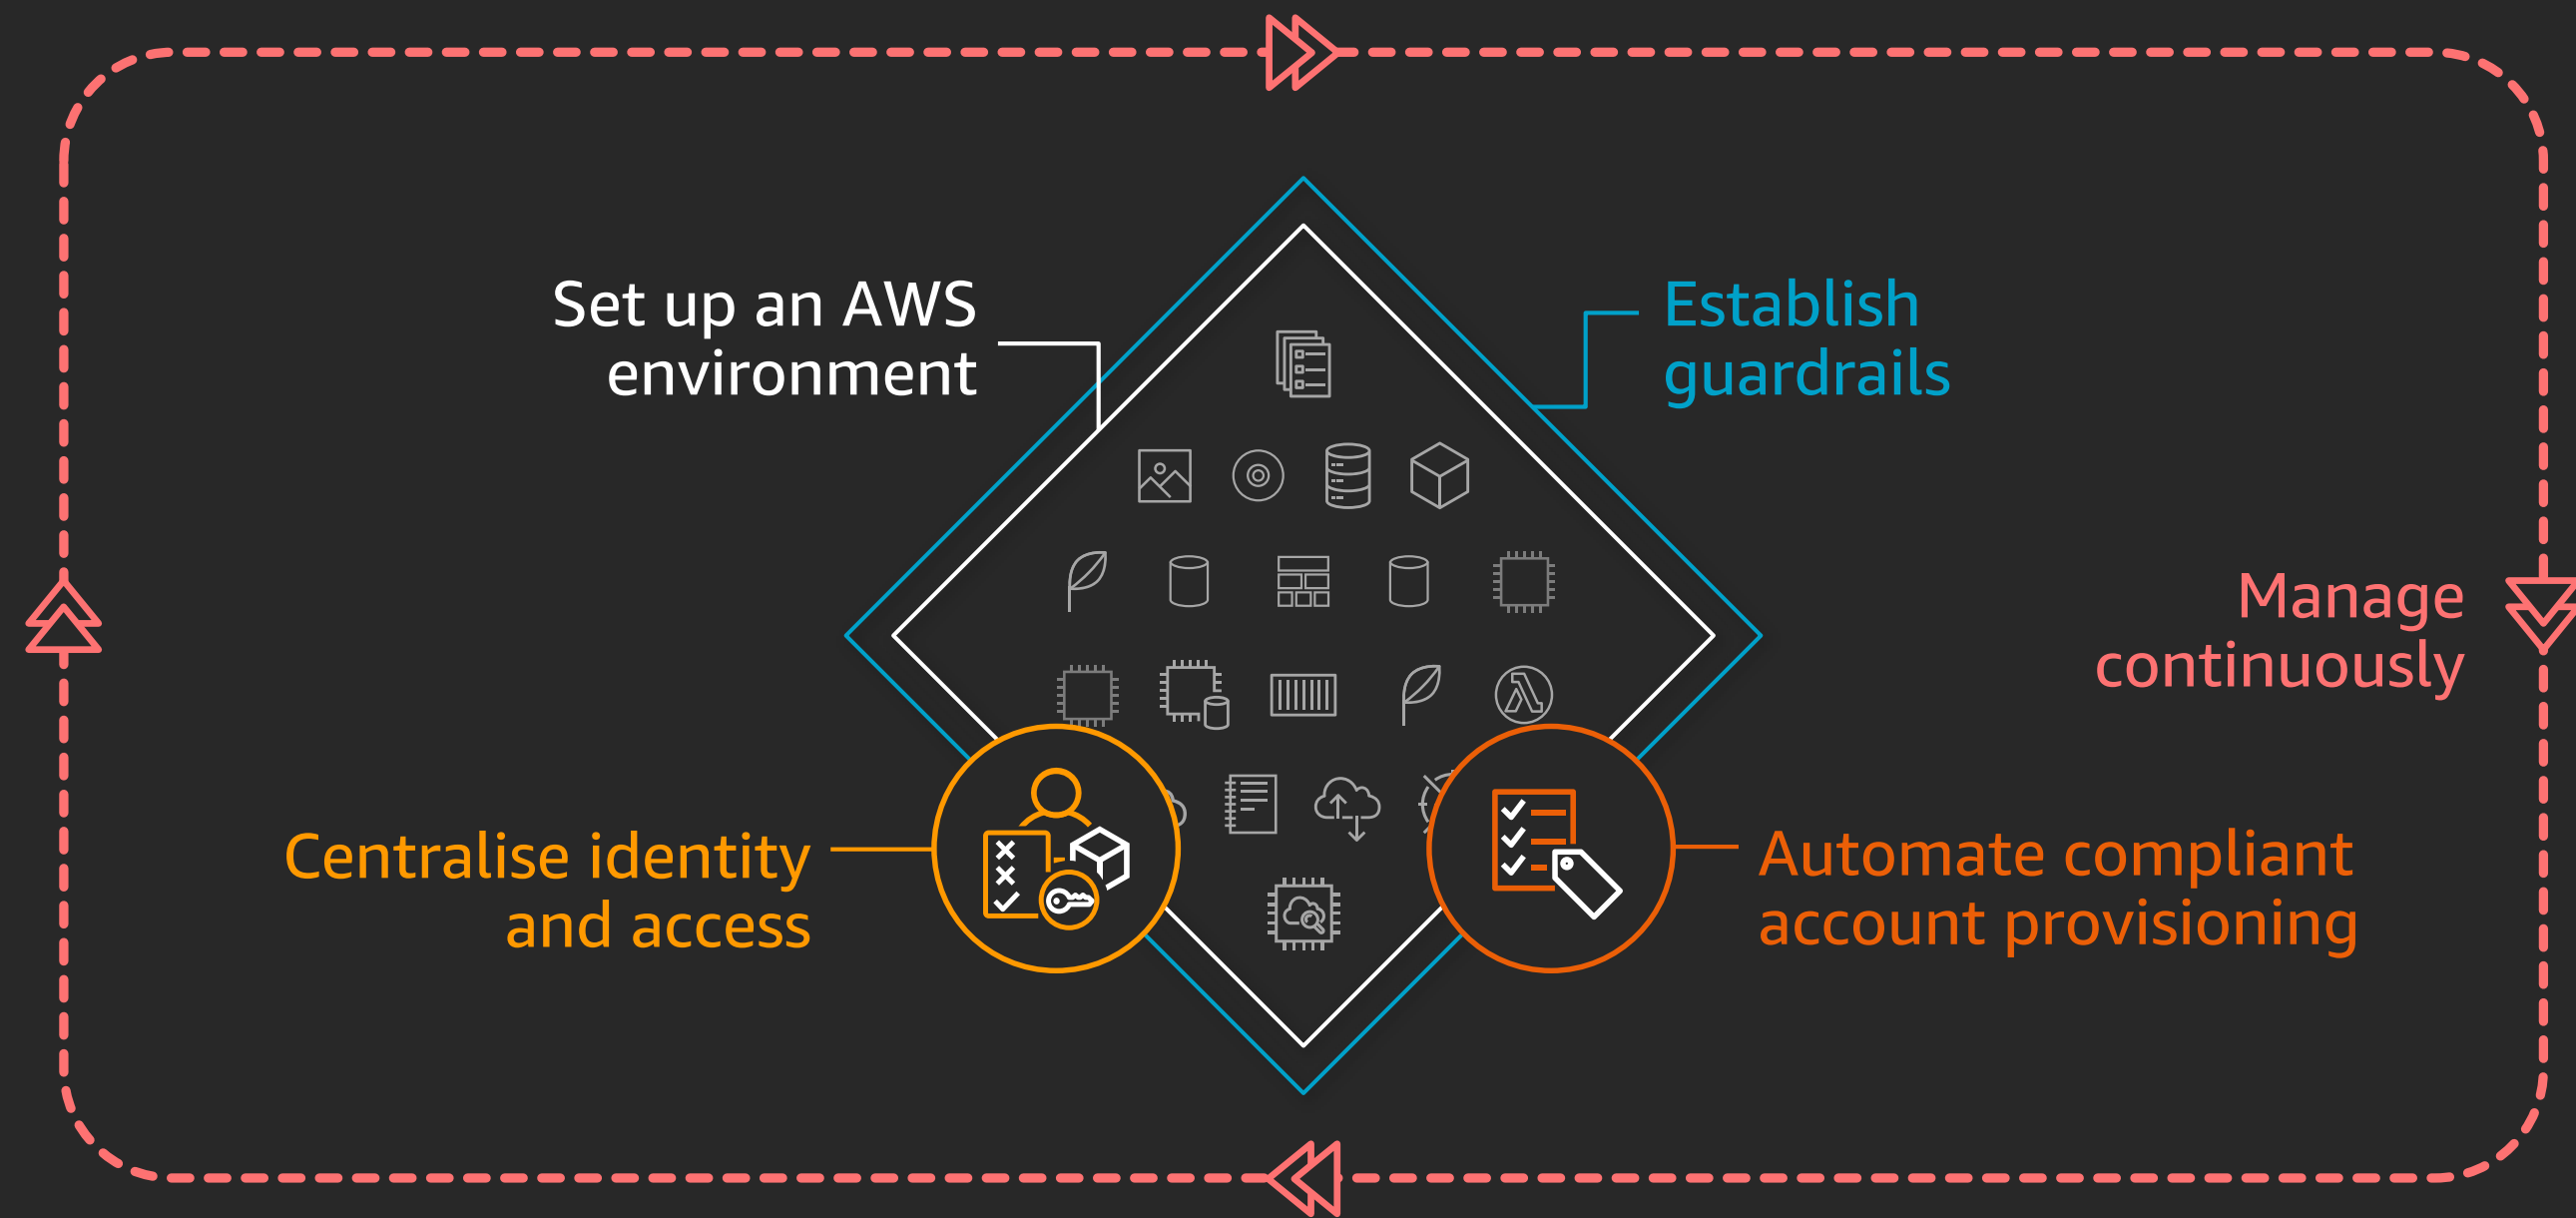 Set up an AWS
environment
Establish
guardrails
Manage
continuously
Centralise identity
and access
Automate compliant
account provisioning